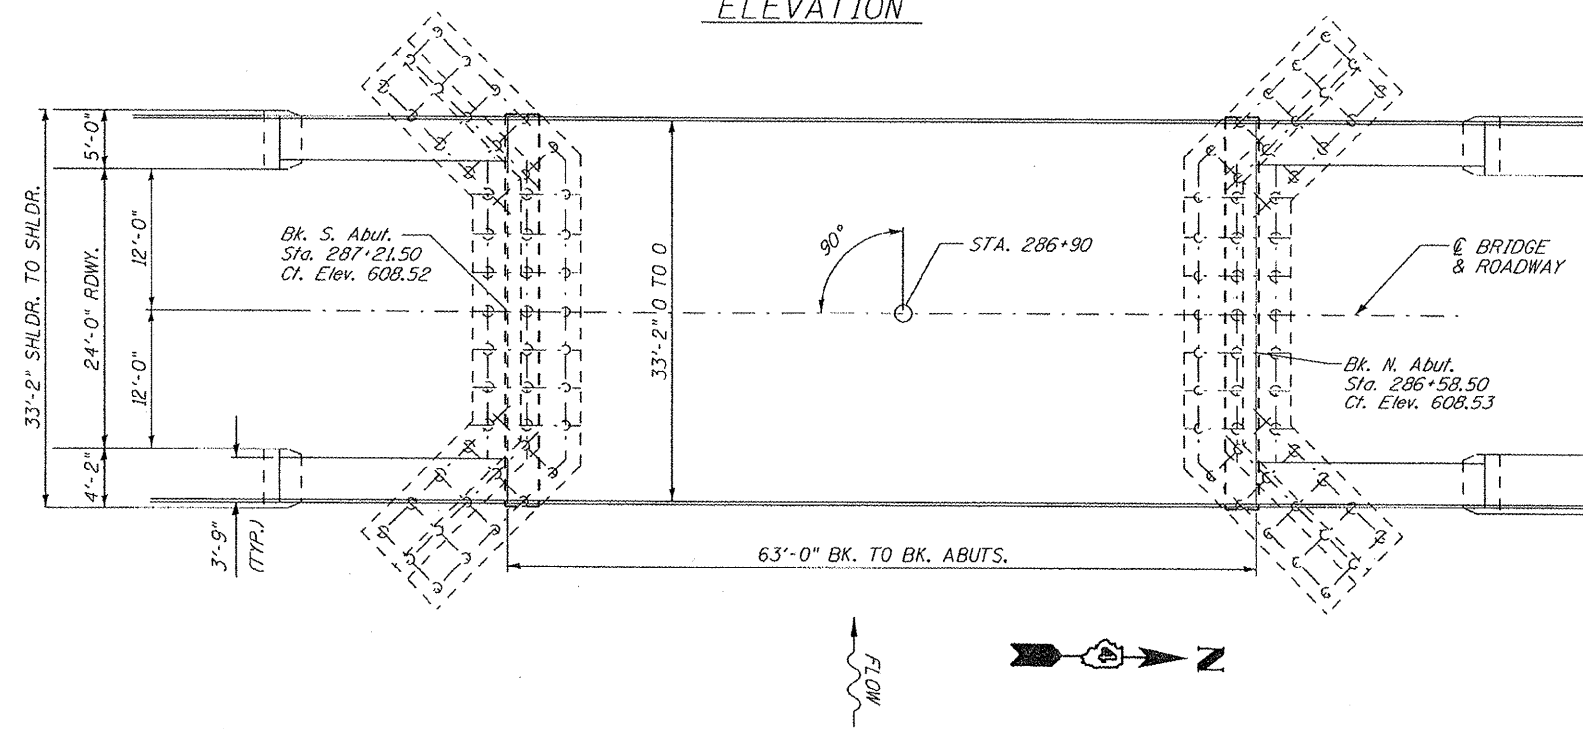 ELEVATION
33'-2" SHLDR. TO SHLDR.
5'-0"
24'-0" RDWY.
4'-2"
12'-0"
12'-0"
3'-9"
(TYP.)
Bk. S. Abut.
Sta. 287+21.50
Ct. Elev. 608.52
33'-2" O TO O
90°
STA. 286+90
℄ BRIDGE
& ROADWAY
Bk. N. Abut.
Sta. 286+58.50
Ct. Elev. 608.53
63'-0" BK. TO BK. ABUTS.
FLOW
4
N